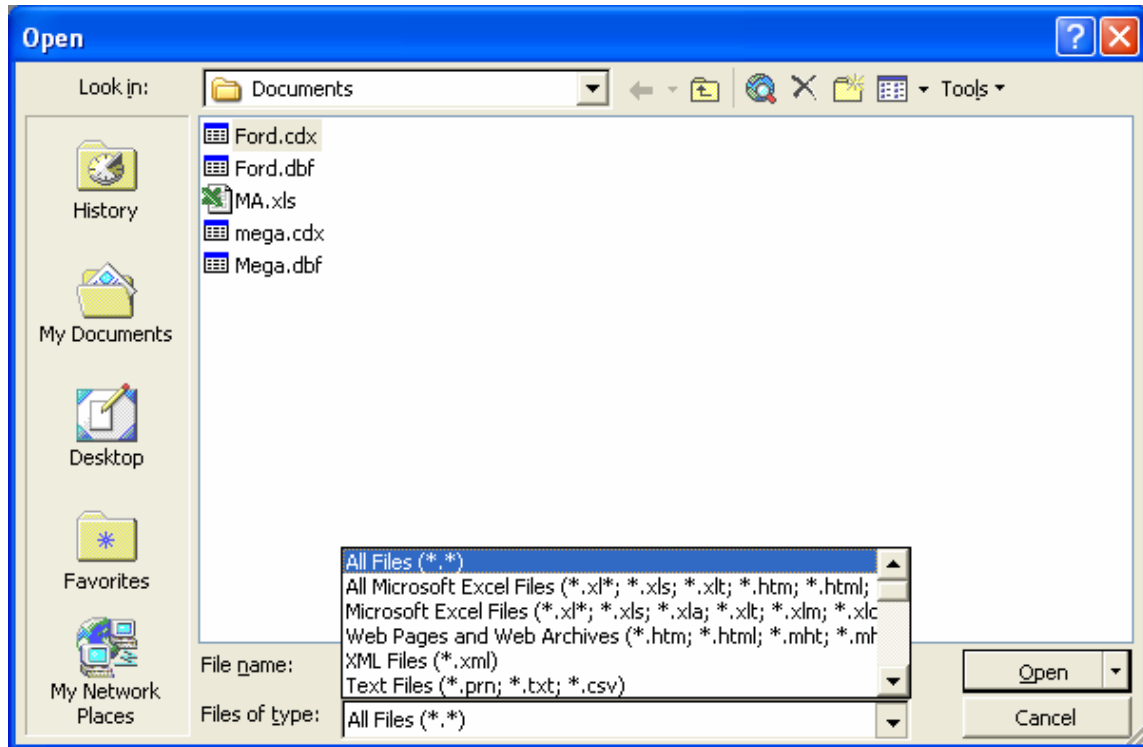 Open
Look in: Documents Tools
Ford.cdx
Ford.dbf
MA.xls
mega.cdx
Mega.dbf
History
My Documents
Desktop
Favorites
My Network
Places
All Files (*.*)
All Microsoft Excel Files (*.xl*; *.xls; *.xlt; *.htm; *.html;
Microsoft Excel Files (*.xl*; *.xls; *.xla; *.xlt; *.xlm; *.xlc
Web Pages and Web Archives (*.htm; *.html; *.mht; *.mh
XML Files (*.xml)
Text Files (*.prn; *.txt; *.csv)
File name:
Open
Files of type: All Files (*.*)
Cancel